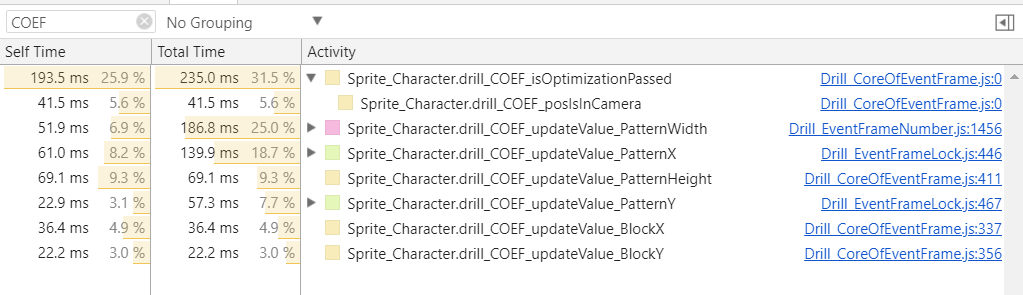 COEF No Grouping
Self Time Total Time Activity
193.5 ms 25.9 % 235.0 ms 31.5 % Sprite_Character.drill_COEF_isOptimizationPassed Drill_CoreOfEventFrame.js:0
41.5 ms 5.6 % 41.5 ms 5.6 % Sprite_Character.drill_COEF_posIsInCamera Drill_CoreOfEventFrame.js:0
51.9 ms 6.9 % 186.8 ms 25.0 % Sprite_Character.drill_COEF_updateValue_PatternWidth Drill_EventFrameNumber.js:1456
61.0 ms 8.2 % 139.9 ms 18.7 % Sprite_Character.drill_COEF_updateValue_PatternX Drill_EventFrameLock.js:446
69.1 ms 9.3 % 69.1 ms 9.3 % Sprite_Character.drill_COEF_updateValue_PatternHeight Drill_CoreOfEventFrame.js:411
22.9 ms 3.1 % 57.3 ms 7.7 % Sprite_Character.drill_COEF_updateValue_PatternY Drill_EventFrameLock.js:467
36.4 ms 4.9 % 36.4 ms 4.9 % Sprite_Character.drill_COEF_updateValue_BlockX Drill_CoreOfEventFrame.js:337
22.2 ms 3.0 % 22.2 ms 3.0 % Sprite_Character.drill_COEF_updateValue_BlockY Drill_CoreOfEventFrame.js:356